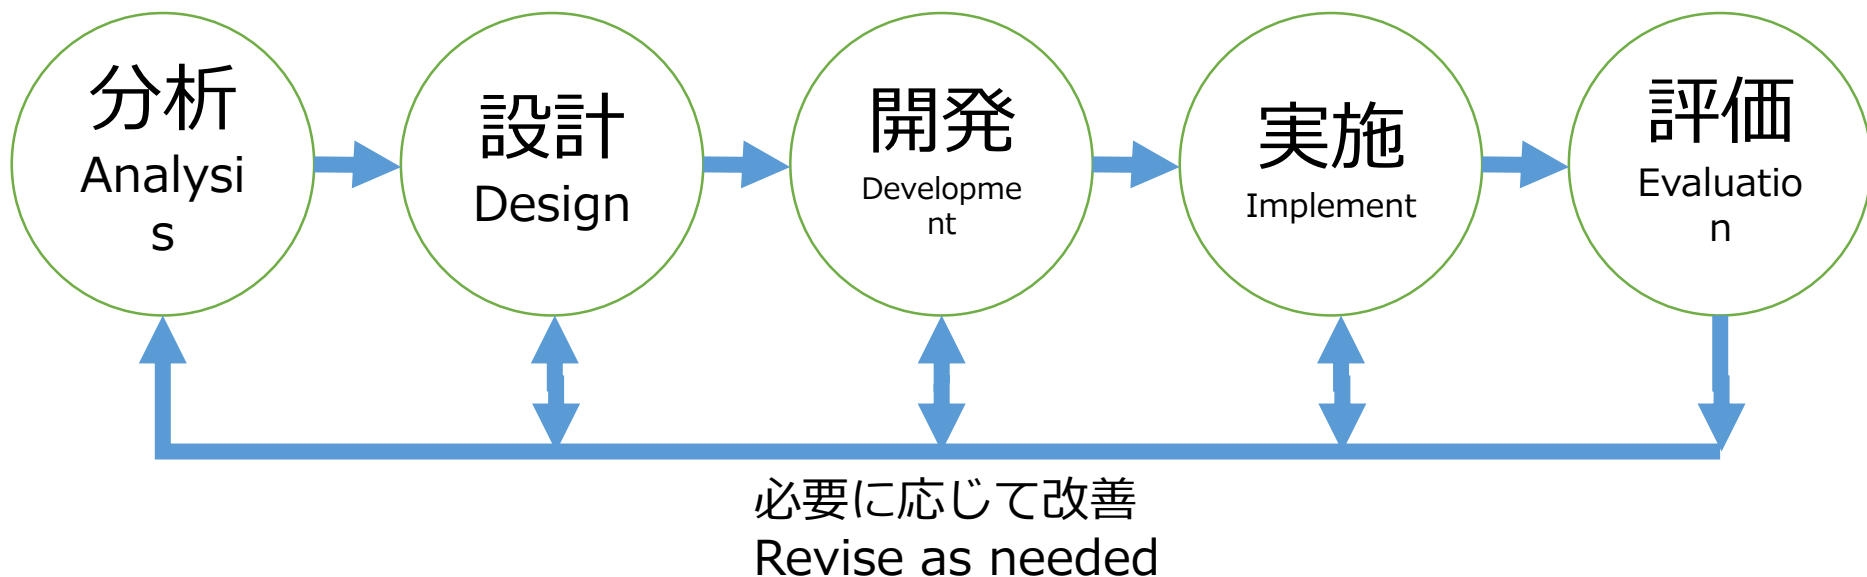 分析
Analysi
s
設計
Design
開発
Developme
nt
実施
Implement
評価
Evaluatio
n
必要に応じて改善
Revise as needed